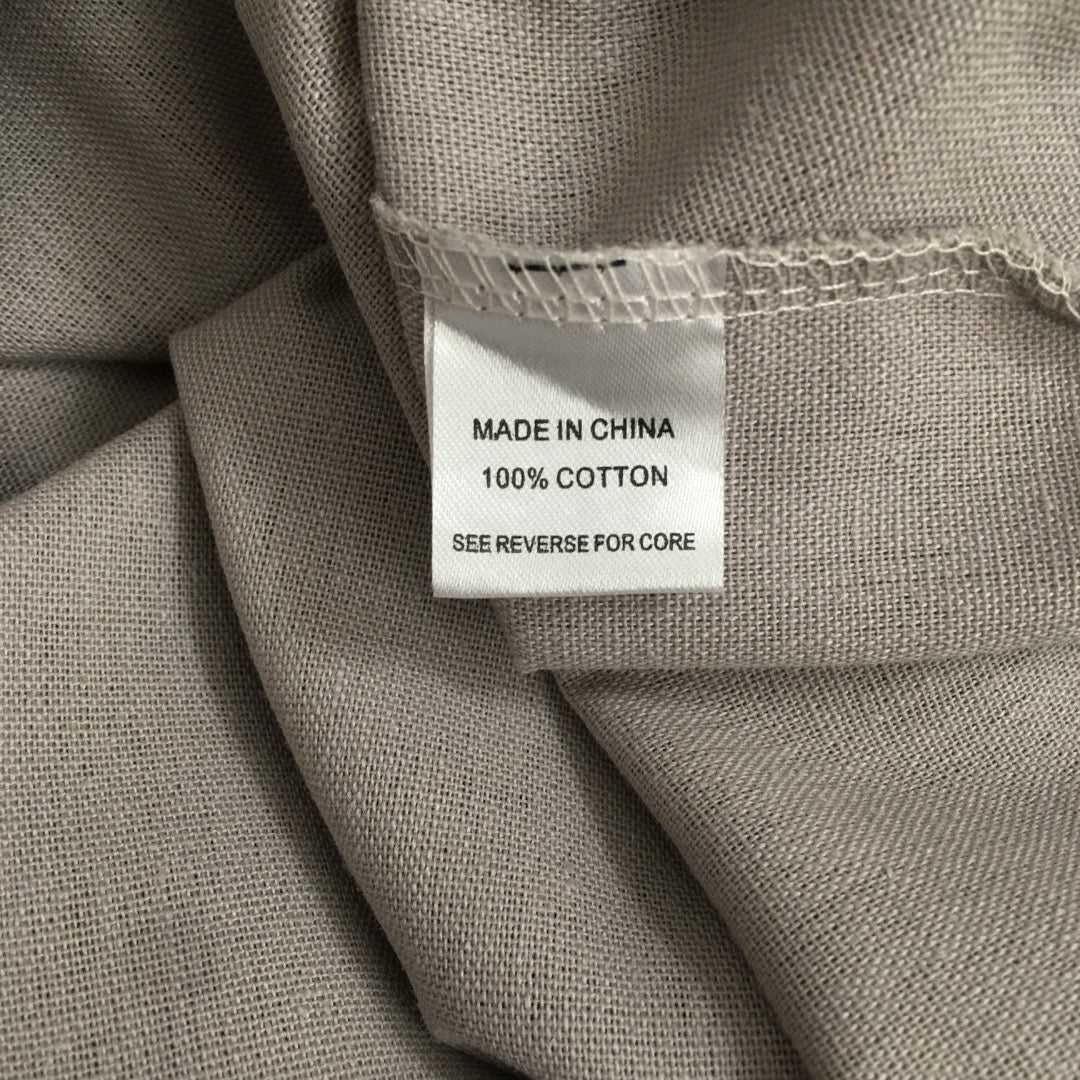 MADE IN CHINA
100% COTTON
SEE REVERSE FOR CORE